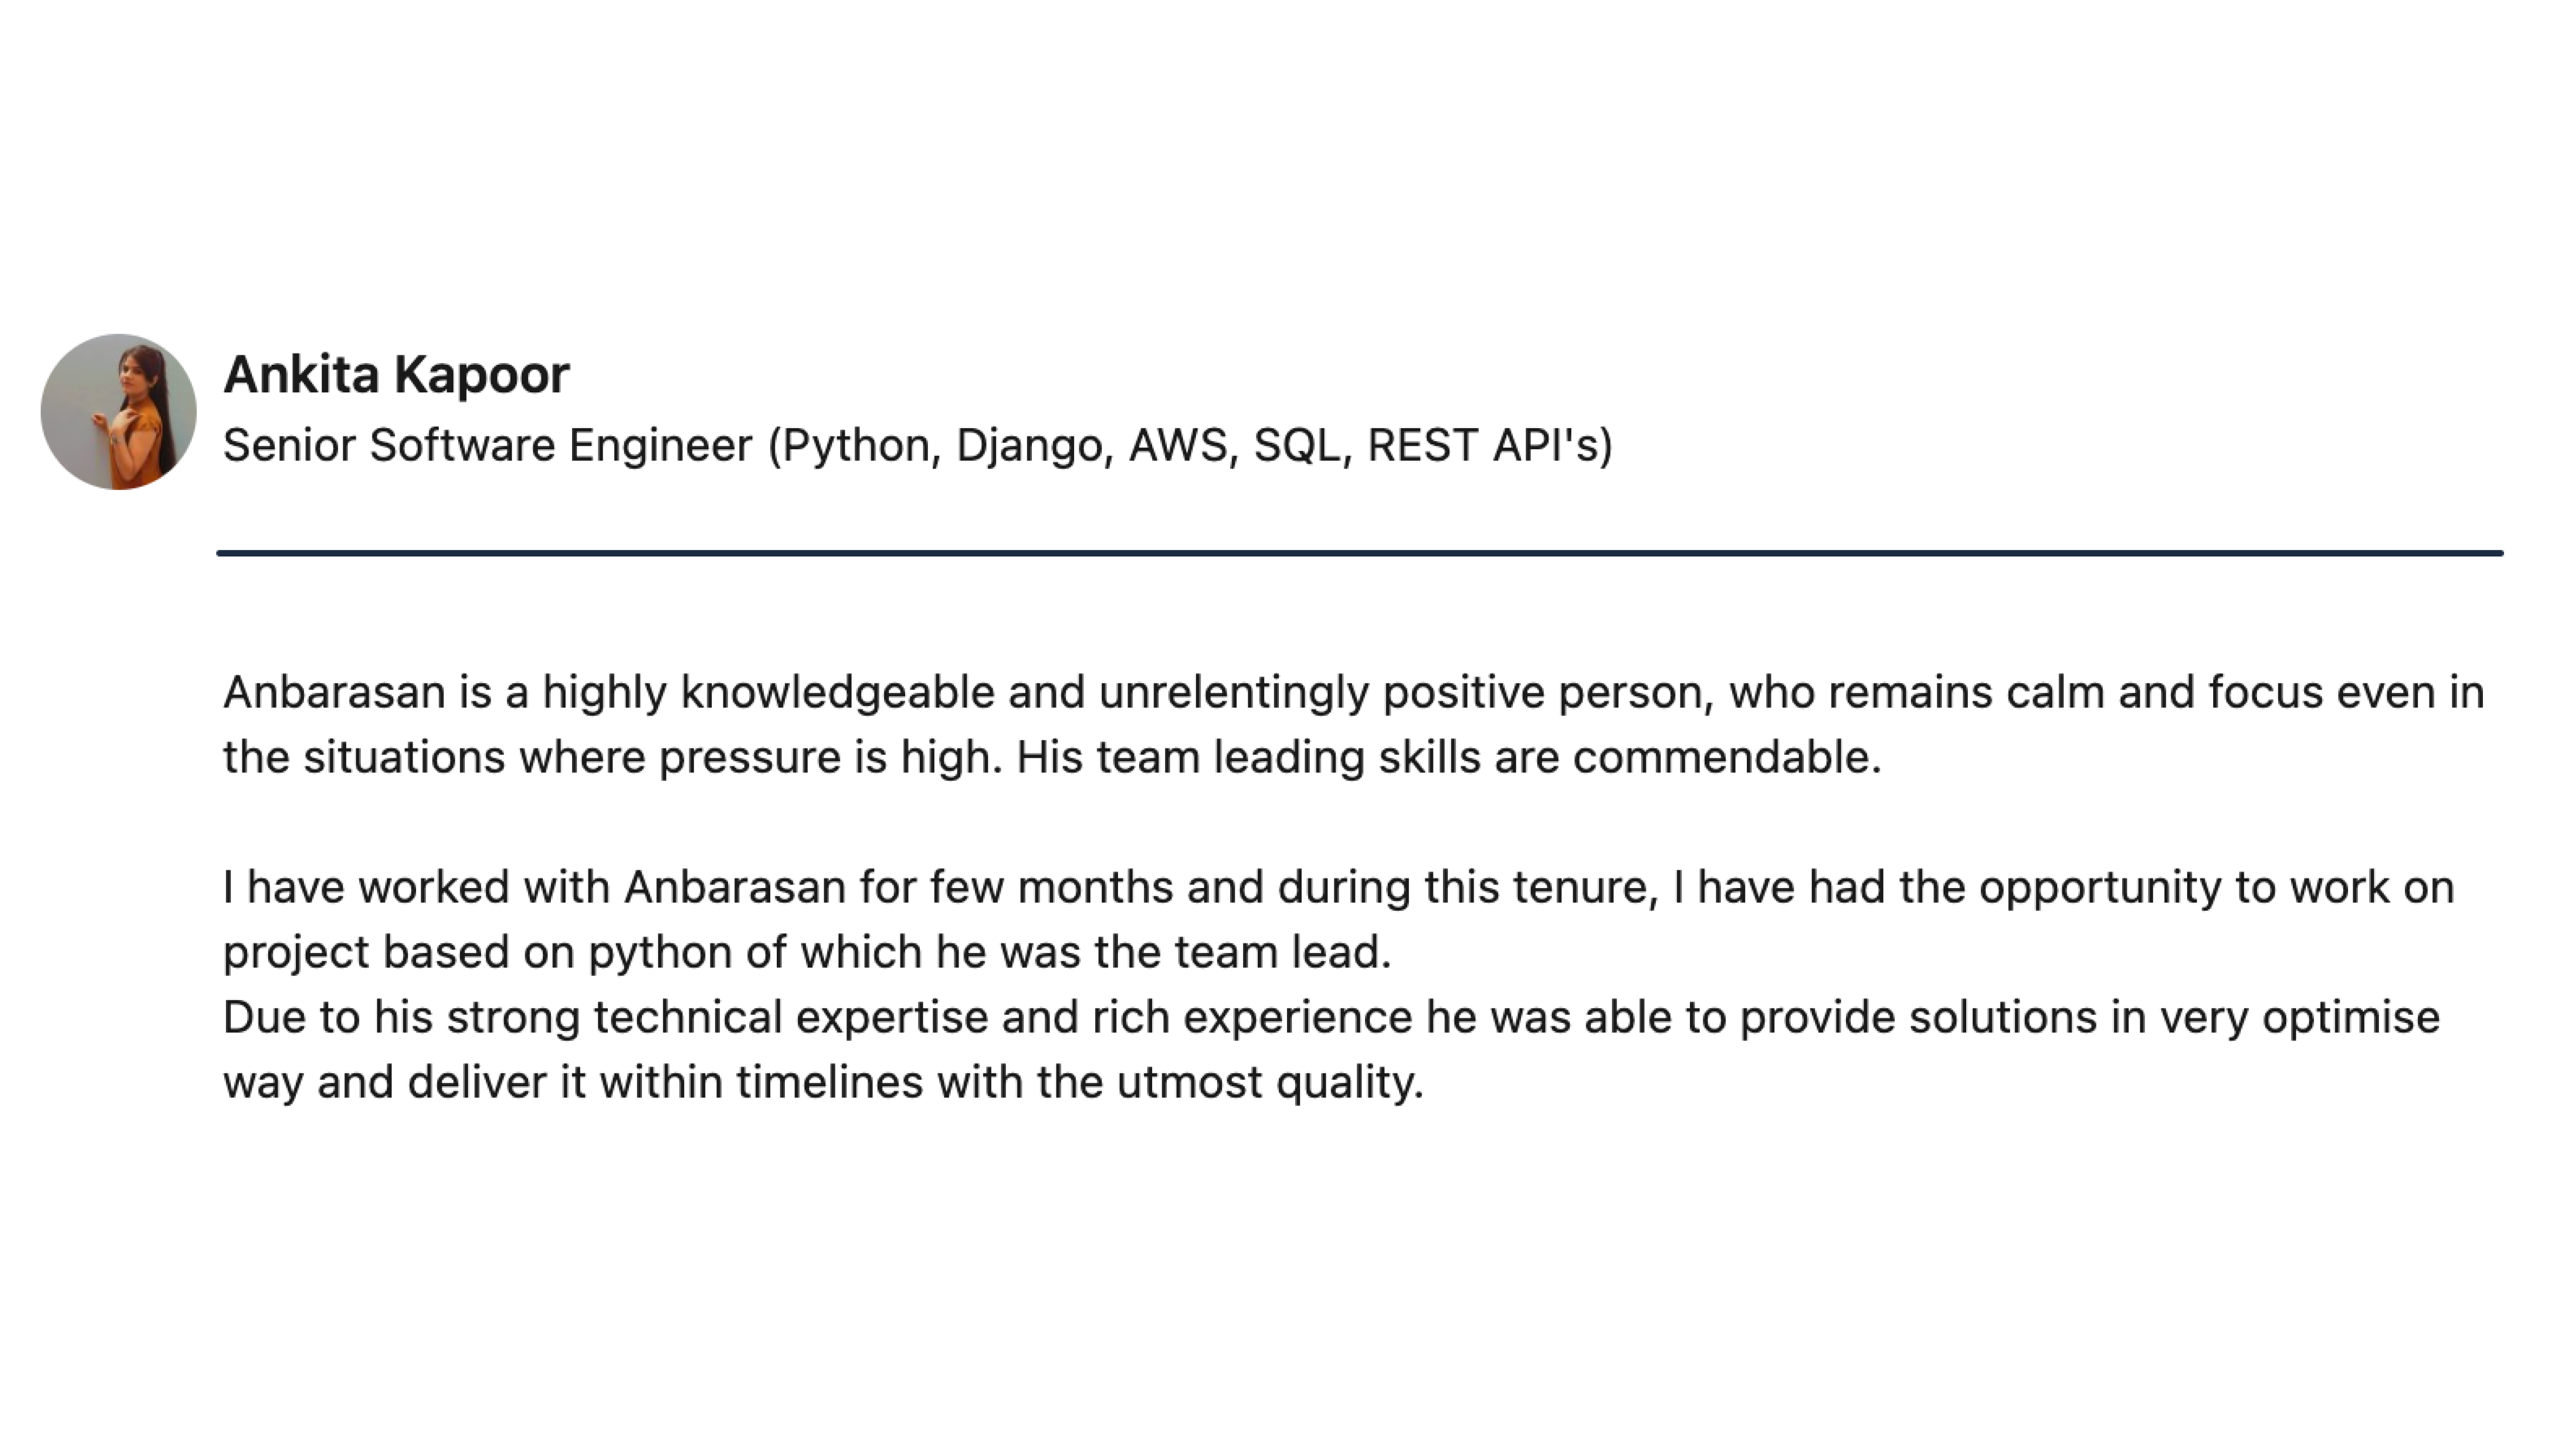 Ankita Kapoor
Senior Software Engineer (Python, Django, AWS, SQL, REST API's)
Anbarasan is a highly knowledgeable and unrelentingly positive person, who remains calm and focus even in
the situations where pressure is high. His team leading skills are commendable.
I have worked with Anbarasan for few months and during this tenure, I have had the opportunity to work on
project based on python of which he was the team lead.
Due to his strong technical expertise and rich experience he was able to provide solutions in very optimise
way and deliver it within timelines with the utmost quality.